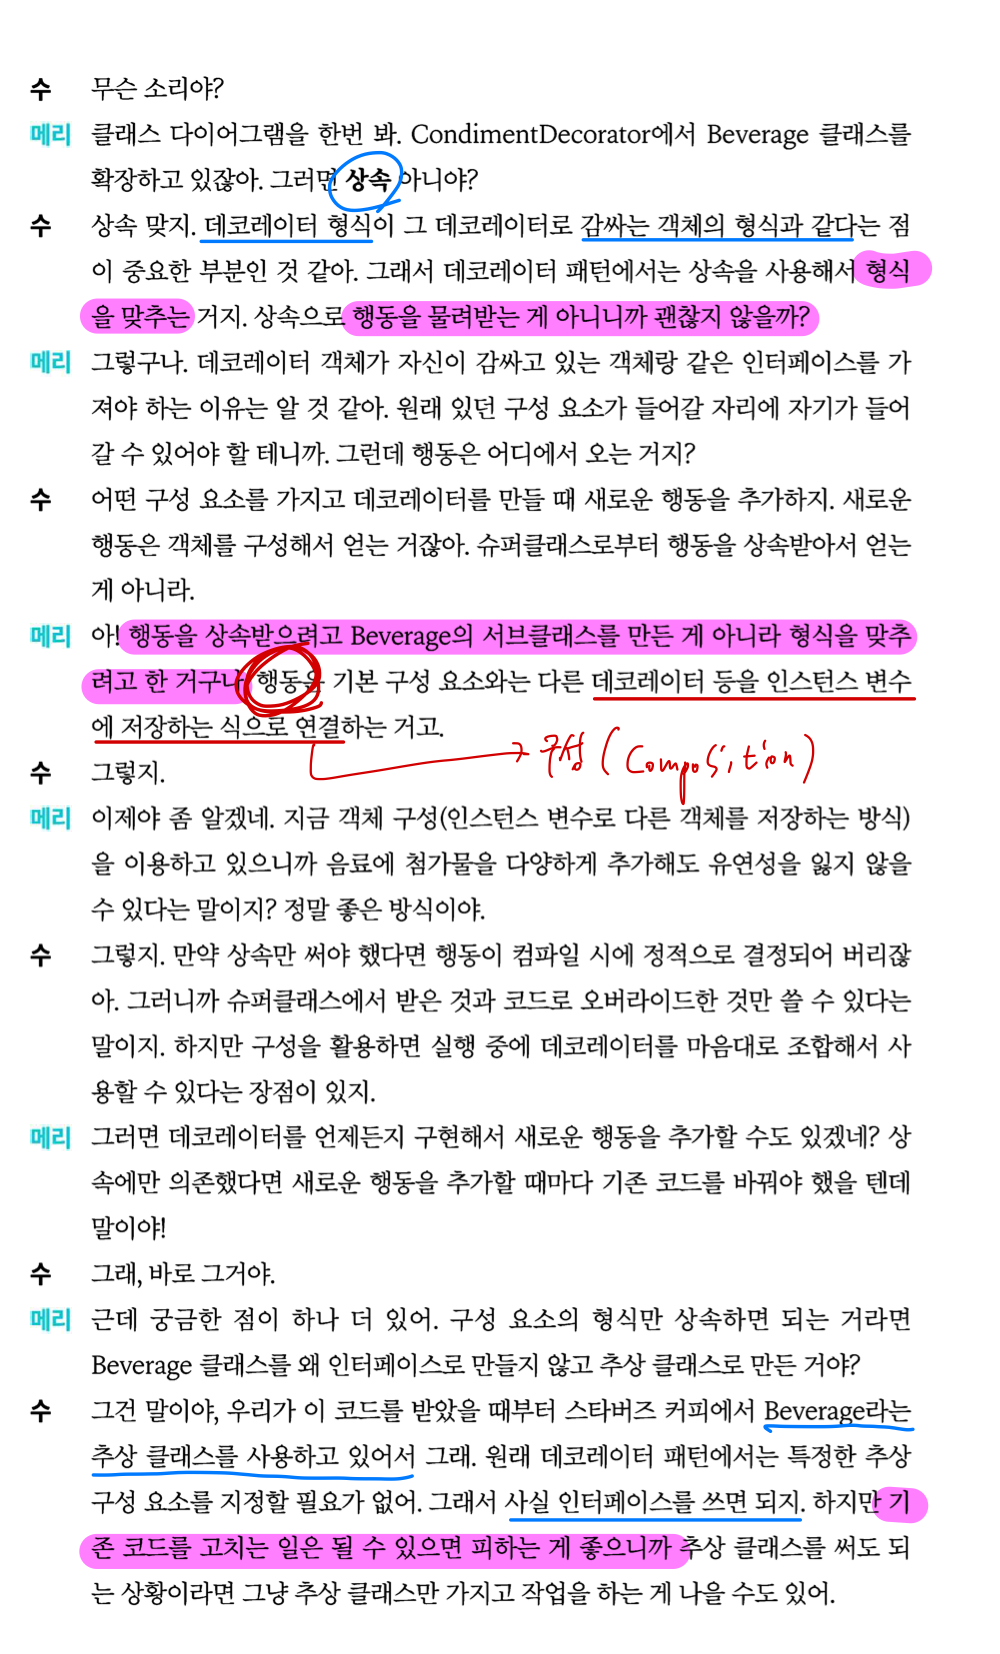 수 무슨 소리야?
메리 클래스 다이어그램을 한번 봐. CondimentDecorator에서 Beverage 클래스를
확장하고 있잖아. 그러면 상속 아니야?
수 상속 맞지. 데코레이터 형식이 그 데코레이터로 감싸는 객체의 형식과 같다는 점
이 중요한 부분인 것 같아. 그래서 데코레이터 패턴에서는 상속을 사용해서 형식
을 맞추는 거지. 상속으로 행동을 물려받는 게 아니니까 괜찮지 않을까?
메리 그렇구나. 데코레이터 객체가 자신이 감싸고 있는 객체랑 같은 인터페이스를 가
져야 하는 이유는 알 것 같아. 원래 있던 구성 요소가 들어갈 자리에 자기가 들어
갈 수 있어야 할 테니까. 그런데 행동은 어디에서 오는 거지?
수 어떤 구성 요소를 가지고 데코레이터를 만들 때 새로운 행동을 추가하지. 새로운
행동은 객체를 구성해서 얻는 거잖아. 슈퍼클래스로부터 행동을 상속받아서 얻는
게 아니라.
메리 아! 행동을 상속받으려고 Beverage의 서브클래스를 만든 게 아니라 형식을 맞추
려고 한 거구나. 행동은 기본 구성 요소와는 다른 데코레이터 등을 인스턴스 변수
에 저장하는 식으로 연결하는 거고.
구성 (Composition)
수 그렇지.
메리 이제야 좀 알겠네. 지금 객체 구성(인스턴스 변수로 다른 객체를 저장하는 방식)
을 이용하고 있으니까 음료에 첨가물을 다양하게 추가해도 유연성을 잃지 않을
수 있다는 말이지? 정말 좋은 방식이야.
수 그렇지. 만약 상속만 써야 했다면 행동이 컴파일 시에 정적으로 결정되어 버리잖
아. 그러니까 슈퍼클래스에서 받은 것과 코드로 오버라이드한 것만 쓸 수 있다는
말이지. 하지만 구성을 활용하면 실행 중에 데코레이터를 마음대로 조합해서 사
용할 수 있다는 장점이 있지.
메리 그러면 데코레이터를 언제든지 구현해서 새로운 행동을 추가할 수도 있겠네? 상
속에만 의존했다면 새로운 행동을 추가할 때마다 기존 코드를 바꿔야 했을 텐데
말이야!
수 그래, 바로 그거야.
메리 근데 궁금한 점이 하나 더 있어. 구성 요소의 형식만 상속하면 되는 거라면
Beverage 클래스를 왜 인터페이스로 만들지 않고 추상 클래스로 만든 거야?
수 그건 말이야, 우리가 이 코드를 받았을 때부터 스타버즈 커피에서 Beverage라는
추상 클래스를 사용하고 있어서 그래. 원래 데코레이터 패턴에서는 특정한 추상
구성 요소를 지정할 필요가 없어. 그래서 사실 인터페이스를 쓰면 되지. 하지만 기
존 코드를 고치는 일은 될 수 있으면 피하는 게 좋으니까 추상 클래스를 써도 되
는 상황이라면 그냥 추상 클래스만 가지고 작업을 하는 게 나을 수도 있어.